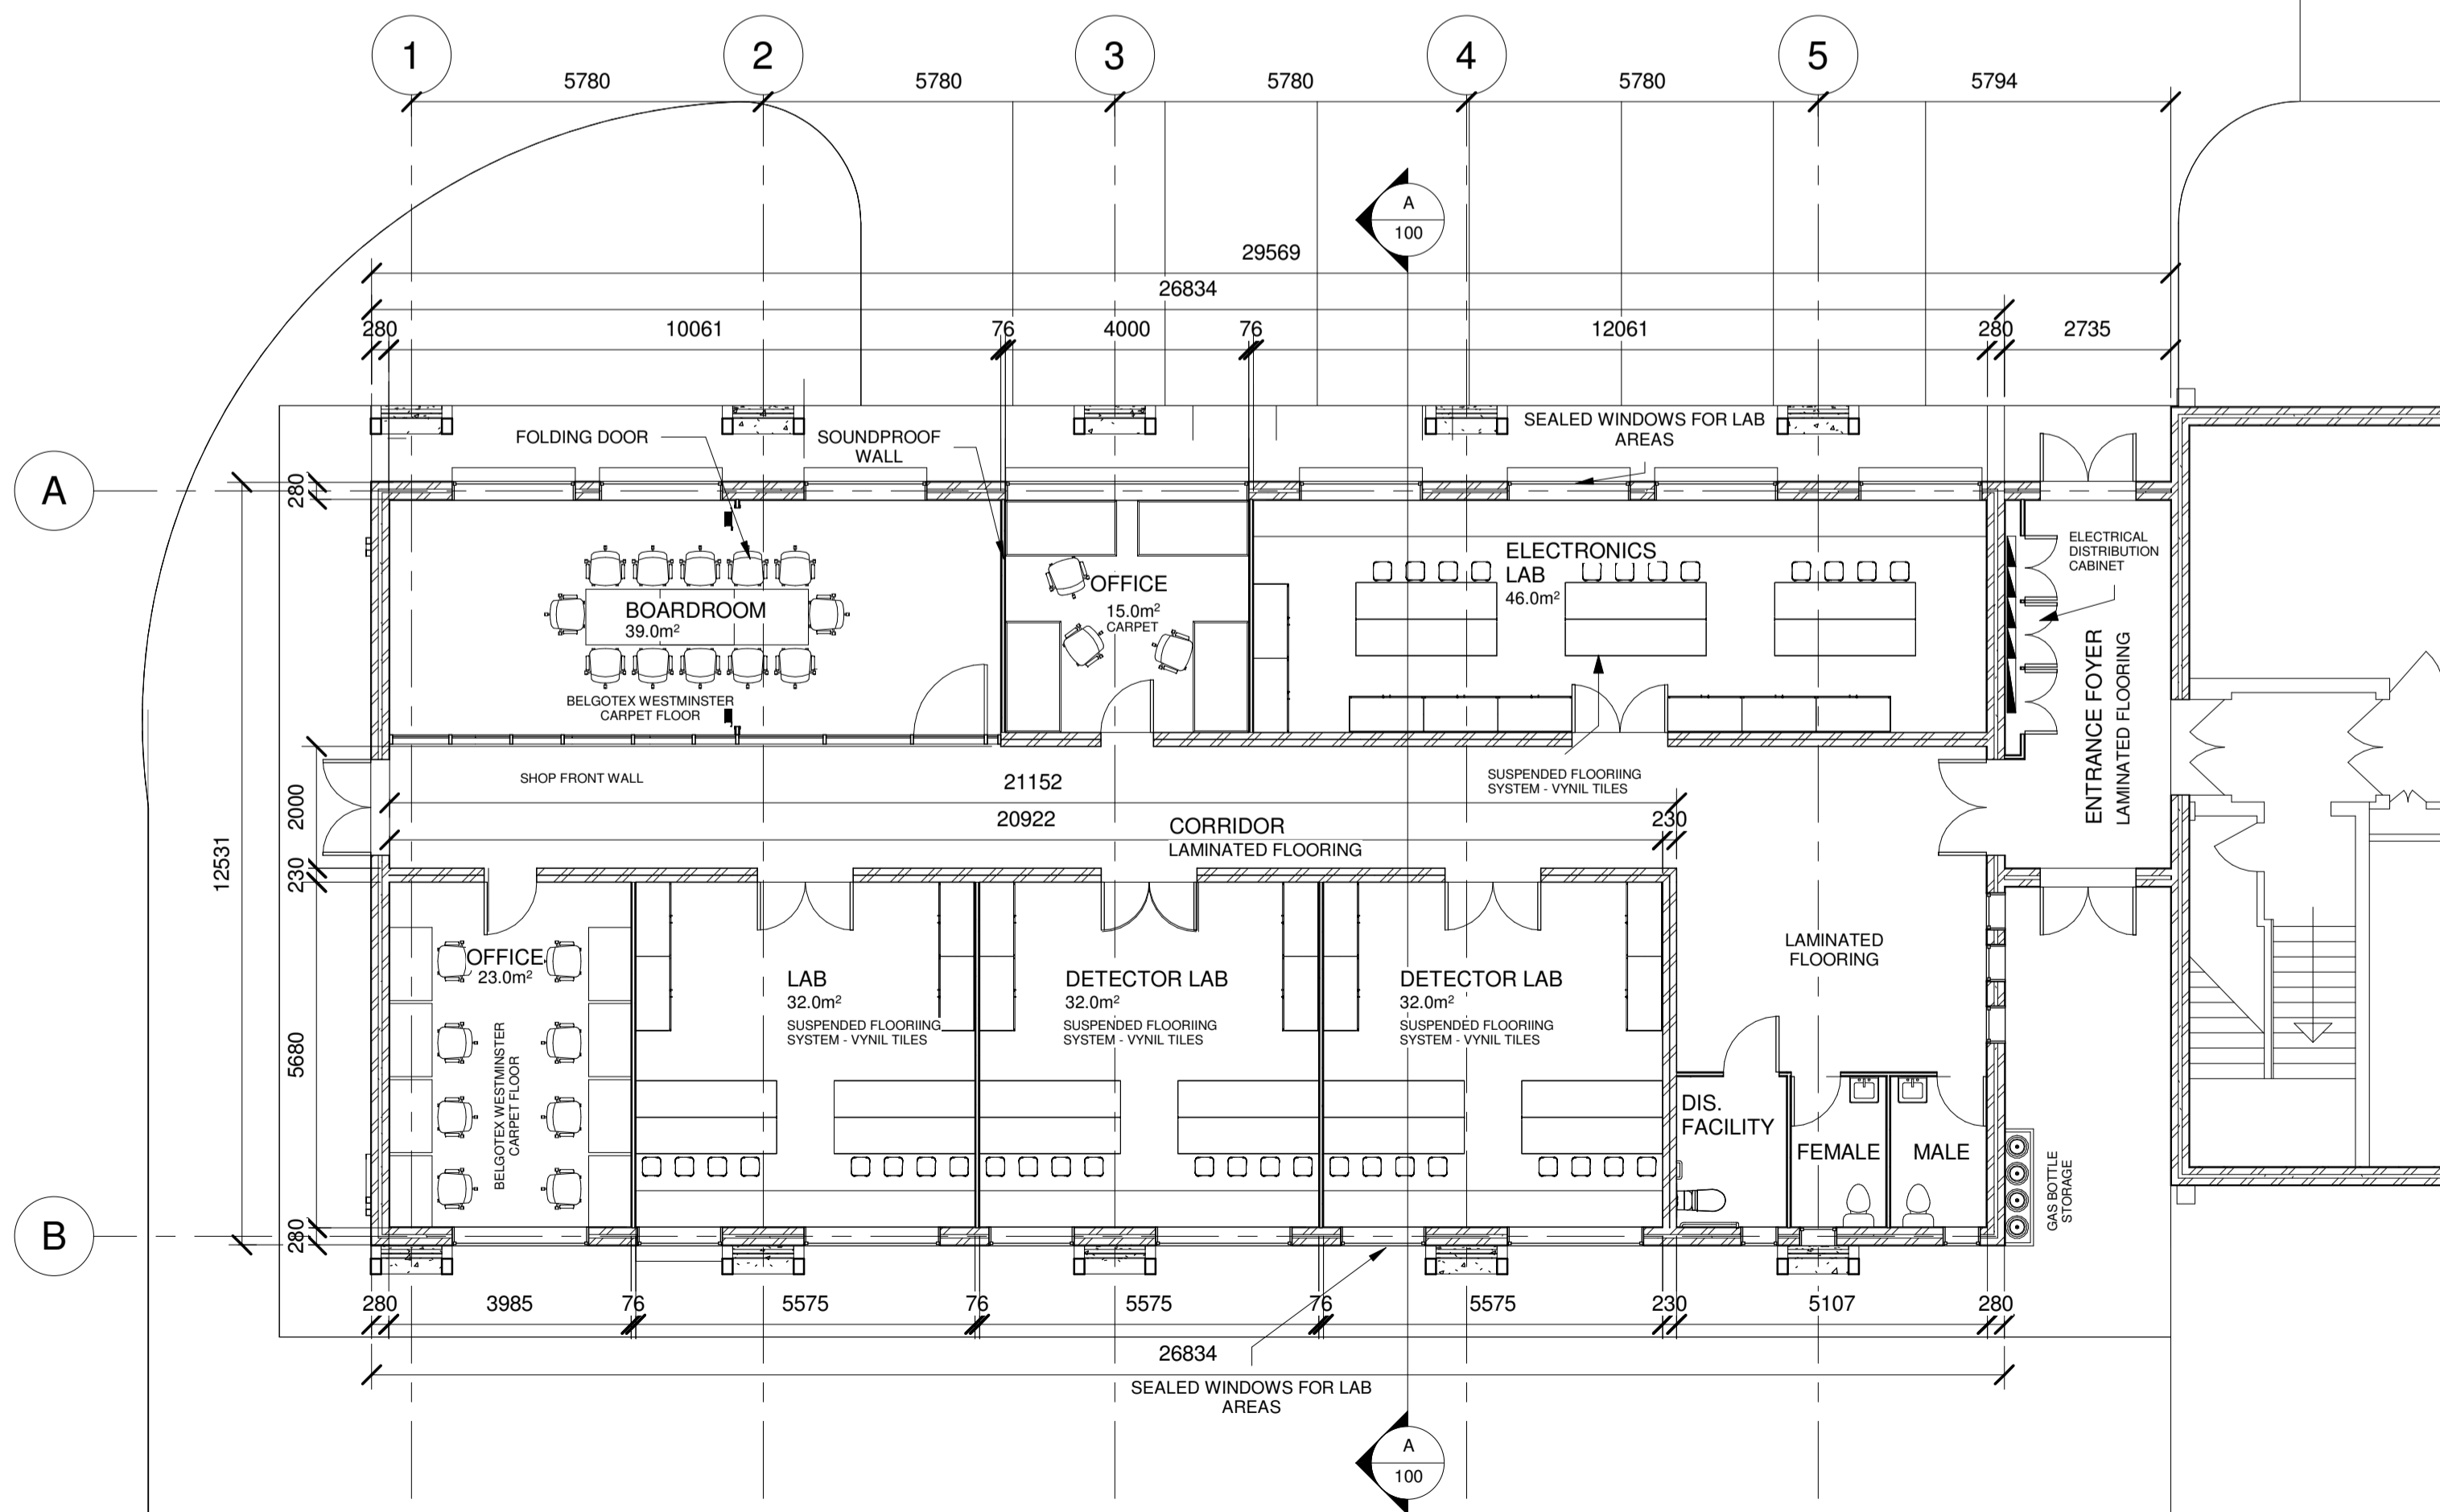 1 2 3 4 5
5780 5780 5780 5780 5794
A
100
29569
26834
280 10061 76 4000 76 12061 280 2735
FOLDING DOOR
SOUNDPROOF
WALL
SEALED WINDOWS FOR LAB
AREAS
A
280
ELECTRICAL
DISTRIBUTION
CABINET
ELECTRONICS
LAB
46.0m²
OFFICE
15.0m²
CARPET
BOARDROOM
39.0m²
BELGOTEX WESTMINSTER
CARPET FLOOR
ENTRANCE FOYER
LAMINATED FLOORING
SHOP FRONT WALL
21152
SUSPENDED FLOORIING
SYSTEM - VYNIL TILES
2000
20922
CORRIDOR
230
LAMINATED FLOORING
12531
230
LAMINATED
FLOORING
OFFICE
23.0m²
BELGOTEX WESTMINSTER
CARPET FLOOR
LAB
32.0m²
SUSPENDED FLOORIING
SYSTEM - VYNIL TILES
DETECTOR LAB
32.0m²
SUSPENDED FLOORIING
SYSTEM - VYNIL TILES
DETECTOR LAB
32.0m²
SUSPENDED FLOORIING
SYSTEM - VYNIL TILES
5680
DIS.
FACILITY
FEMALE
MALE
GAS BOTTLE
STORAGE
B
280
280 3985 76 5575 76 5575 76 5575 230 5107 280
26834
SEALED WINDOWS FOR LAB
AREAS
A
100